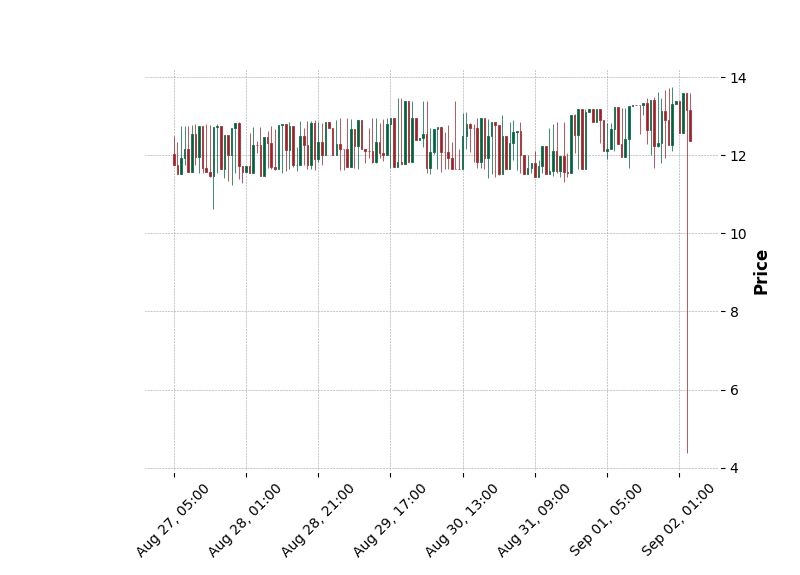 14
12
10
8
6
4
Price
Aug 27, 05:00
Aug 28, 01:00
Aug 28, 21:00
Aug 29, 17:00
Aug 30, 13:00
Aug 31, 09:00
Sep 01, 05:00
Sep 02, 01:00